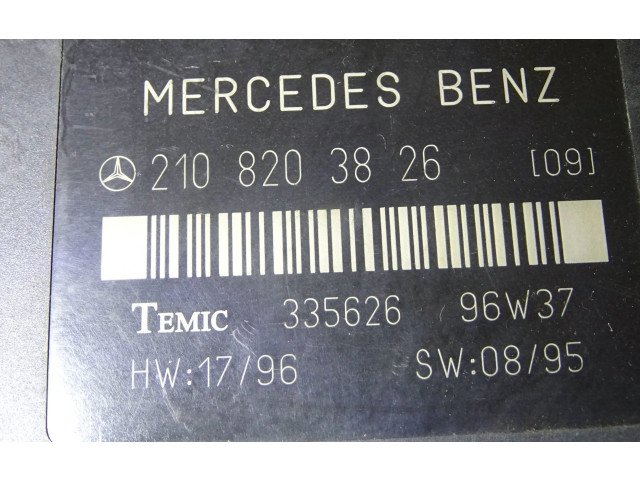 MERCEDES BENZ
210 820 38 26 [09]
TEMIC 335626 96W37
HW:17/96 SW:08/95